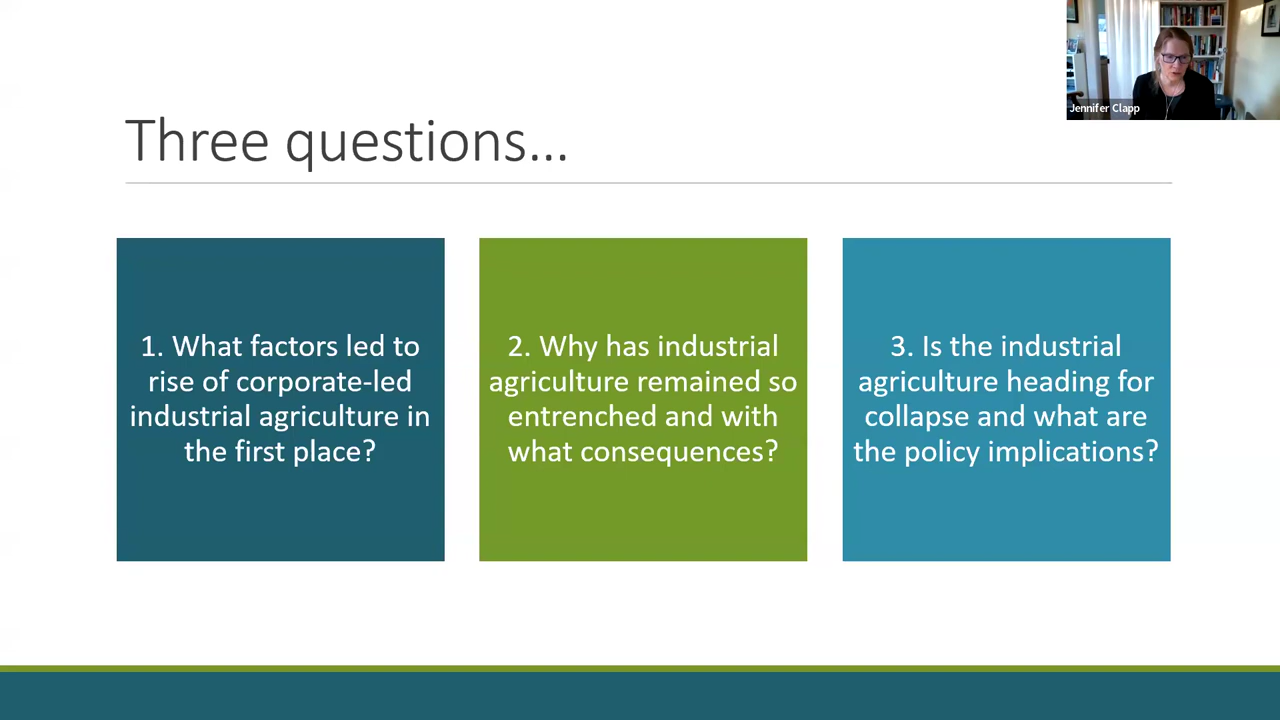 Jennifer Clapp
Three questions...
1. What factors led to
rise of corporate-led
industrial agriculture in
the first place?
2. Why has industrial
agriculture remained so
entrenched and with
what consequences?
3. Is the industrial
agriculture heading for
collapse and what are
the policy implications?